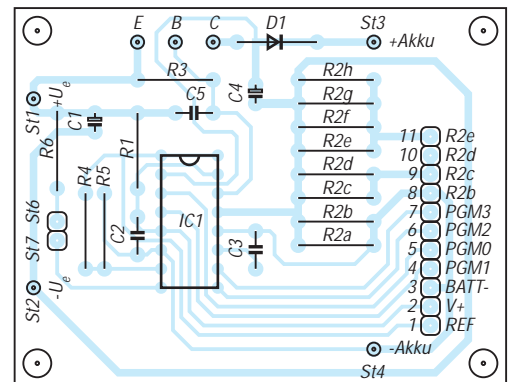 E B C D1 St3
+Akku
R3 R2h
C4 R2g
St1 +Ue C1 C5 R2f
R2e 11 R2e
R6 R1 R2d 10 R2d
R4 R5 R2c 9 R2c
IC1 R2b 8 R2b
St6 R2a 7 PGM3
St7 C2 C3 6 PGM2
5 PGM0
4 PGM1
St2 -Ue 3 BATT-
2 V+
1 REF
-Akku
St4